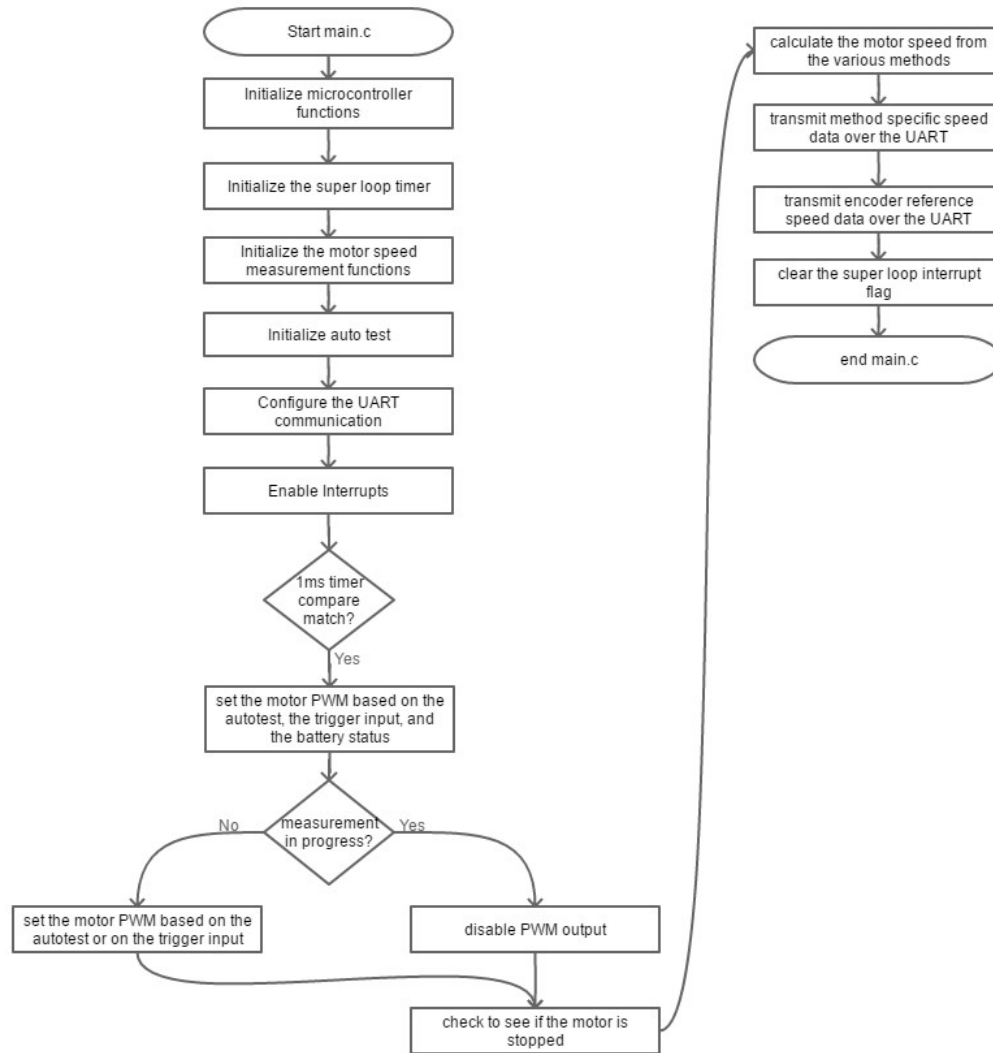 Start main.c
Initialize microcontroller
functions
Initialize the super loop timer
Initialize the motor speed
measurement functions
Initialize auto test
Configure the UART
communication
Enable Interrupts
1ms timer
compare
match?
Yes
set the motor PWM based on the
autotest, the trigger input, and
the battery status
measurement
in progress?
No
Yes
set the motor PWM based on the
autotest or on the trigger input
disable PWM output
check to see if the motor is
stopped
calculate the motor speed from
the various methods
transmit method specific speed
data over the UART
transmit encoder reference
speed data over the UART
clear the super loop interrupt
flag
end main.c